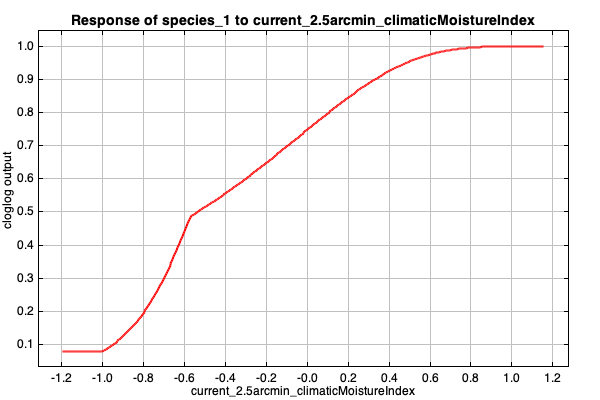 Response of species_1 to current_2.5arcmin_climaticMoistureIndex
cloglog output
1.0
0.9
0.8
0.7
0.6
0.5
0.4
0.3
0.2
0.1
-1.2 -1.0 -0.8 -0.6 -0.4 -0.2 -0.0 0.2 0.4 0.6 0.8 1.0 1.2
current_2.5arcmin_climaticMoistureIndex